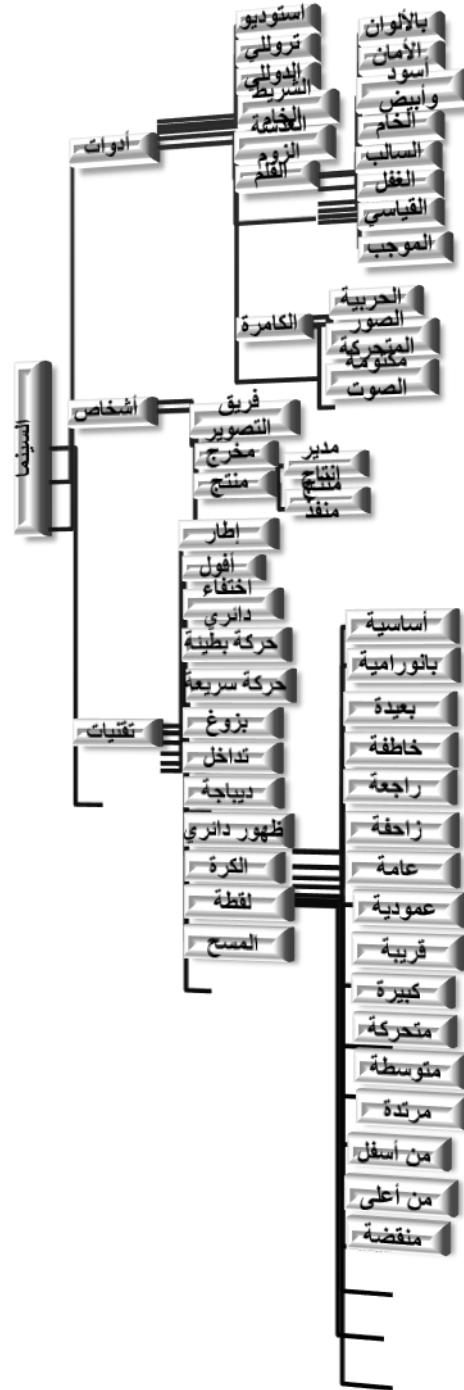 السينما
أدوات
استوديو
تروللي
الدوللي
الشريط
الخام
العدسة
الزوم
الفلم
بالألوان
الأمان
أسود
وأبيض
الخام
السالب
الغفل
القياسي
الموجب
الكامرة
الحربية
الصور
المتحركة
مكتومة
الصوت
أشخاص
فريق
التصوير
مخرج
منتج
مدير
إنتاج
منتج
منفذ
تقنيات
إطار
أفول
اختفاء
دائري
حركة بطيئة
حركة سريعة
بزوغ
تداخل
ديباجة
ظهور دائري
الكرة
لقطة
أساسية
بانورامية
بعيدة
خاطفة
راجعة
زاحفة
عامة
عمودية
قريبة
كبيرة
متحركة
متوسطة
مرتدة
من أسفل
من أعلى
منقضة
المسح